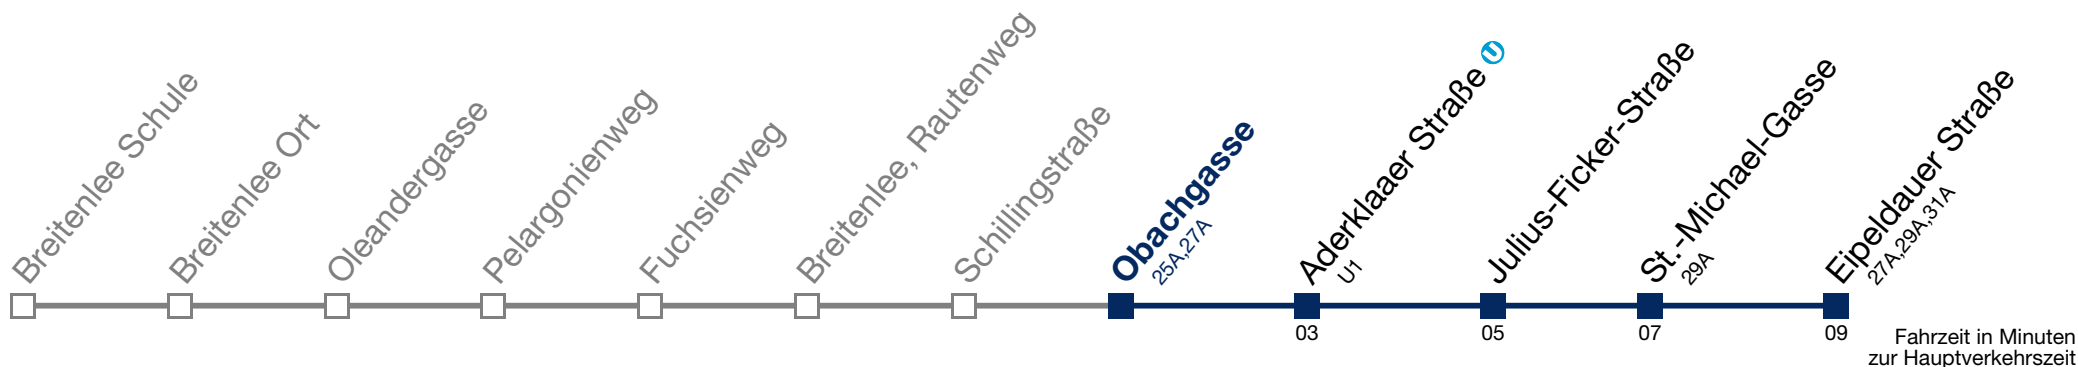 Breitenlee Schule
Breitenlee Ort
Oleandergasse
Pelargonienweg
Fuchsienweg
Breitenlee, Rautenweg
Schillingstraße
Obachgasse
25A,27A
Aderklaaer Straße U
U1
Julius-Ficker-Straße
St.-Michael-Gasse
29A
Eipeldauer Straße
27A,29A,31A
03
05
07
09
Fahrzeit in Minuten
zur Hauptverkehrszeit